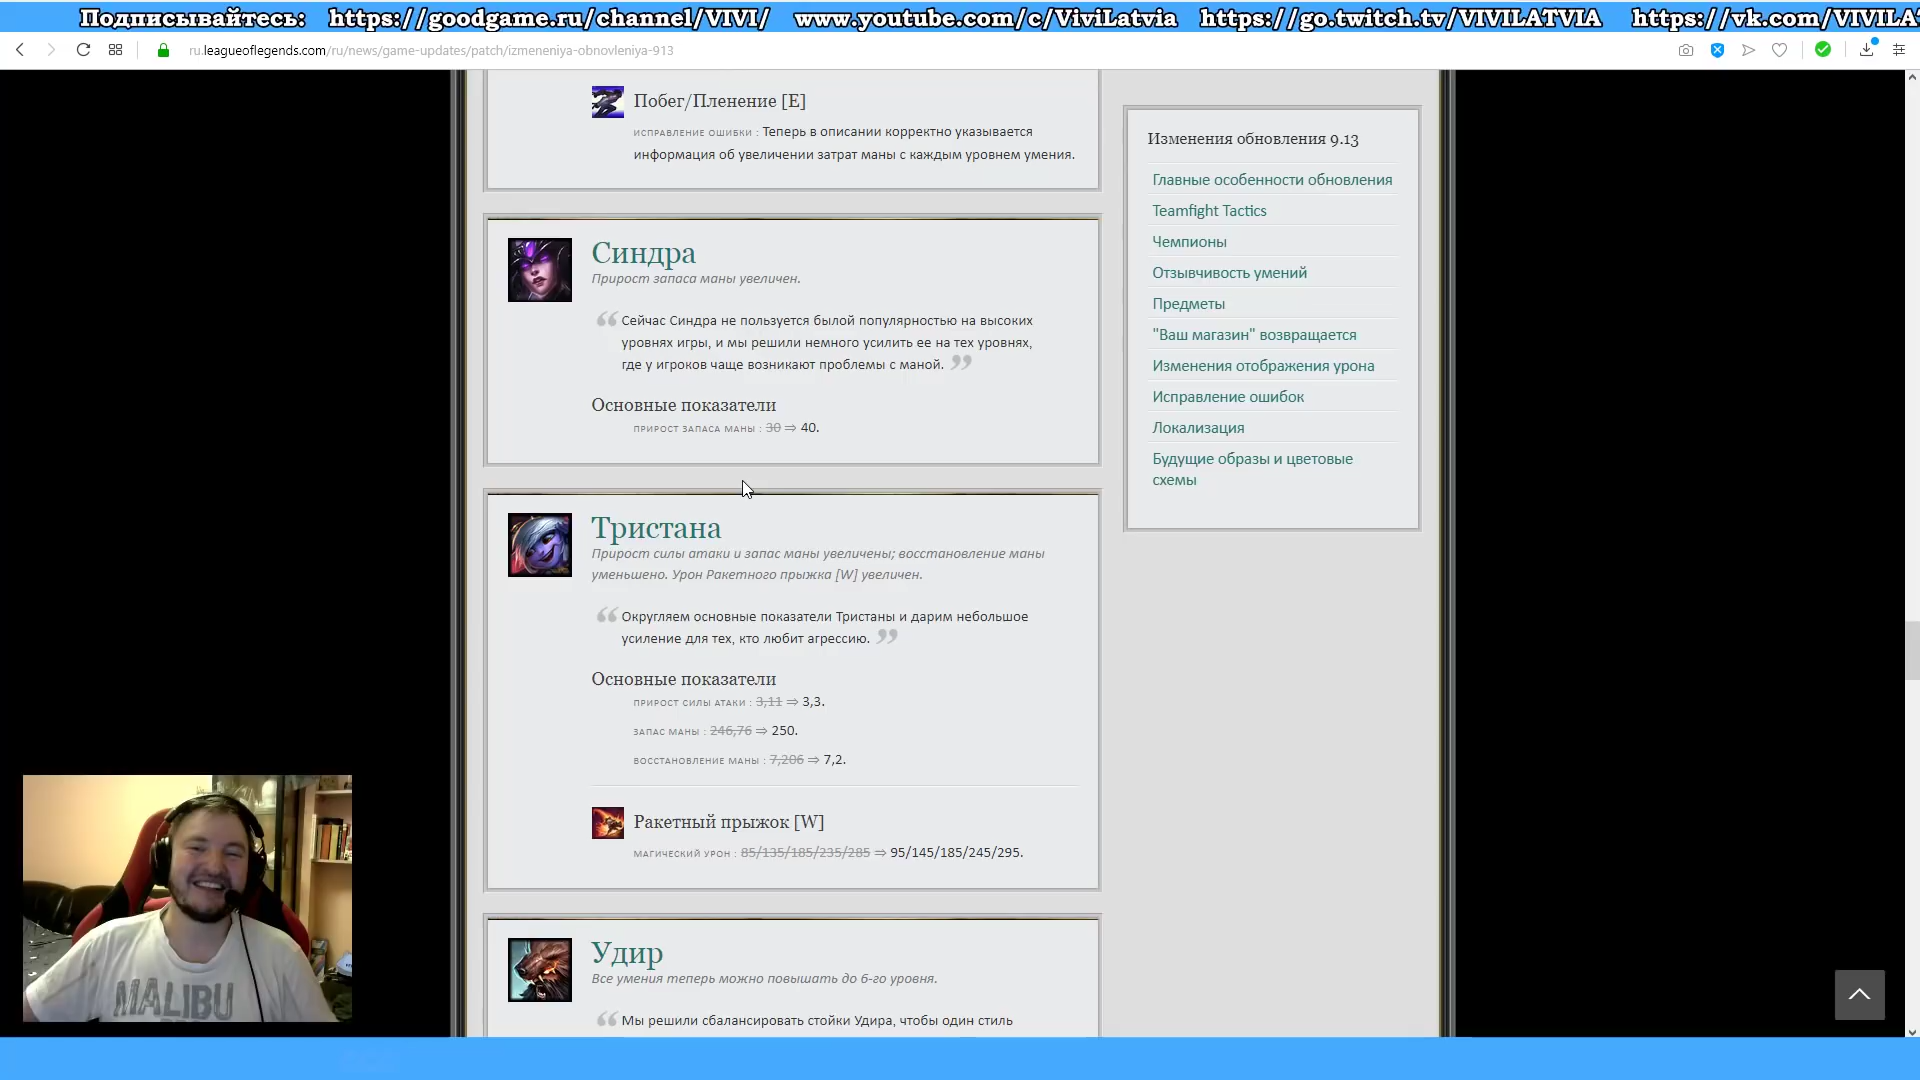 Подписывайтесь: https://goodgame.ru/channel/VIVI/ www.youtube.com/c/ViviLatvia https://go.twitch.tv/VIVILATVIA https://vk.com/VIVILA
ru.leagueoflegends.com/ru/news/game-updates/patch/izmeneniya-obnovleniya-913
Побег/Пленение [E]
ИСПРАВЛЕНИЕ ОШИБКИ : Теперь в описании корректно указывается
информация об увеличении затрат маны с каждым уровнем умения.
Синдра
Прирост запаса маны увеличен.
“ Сейчас Синдра не пользуется былой популярностью на высоких
уровнях игры, и мы решили немного усилить ее на тех уровнях,
где у игроков чаще возникают проблемы с маной. ”
Основные показатели
ПРИРОСТ ЗАПАСА МАНЫ : 30 ⇒ 40.
Тристана
Прирост силы атаки и запас маны увеличены; восстановление маны
уменьшено. Урон Ракетного прыжка [W] увеличен.
“ Округляем основные показатели Тристаны и дарим небольшое
усиление для тех, кто любит агрессию. ”
Основные показатели
ПРИРОСТ СИЛЫ АТАКИ : 3,11 ⇒ 3,3.
ЗАПАС МАНЫ : 246,76 ⇒ 250.
ВОССТАНОВЛЕНИЕ МАНЫ : 7,206 ⇒ 7,2.
Ракетный прыжок [W]
МАГИЧЕСКИЙ УРОН : 85/135/185/235/285 ⇒ 95/145/185/245/295.
Удир
Все умения теперь можно повышать до 6-го уровня.
“ Мы решили сбалансировать стойки Удира, чтобы один стиль
Изменения обновления 9.13
Главные особенности обновления
Teamfight Tactics
Чемпионы
Отзывчивость умений
Предметы
"Ваш магазин" возвращается
Изменения отображения урона
Исправление ошибок
Локализация
Будущие образы и цветовые
схемы
MALIBU